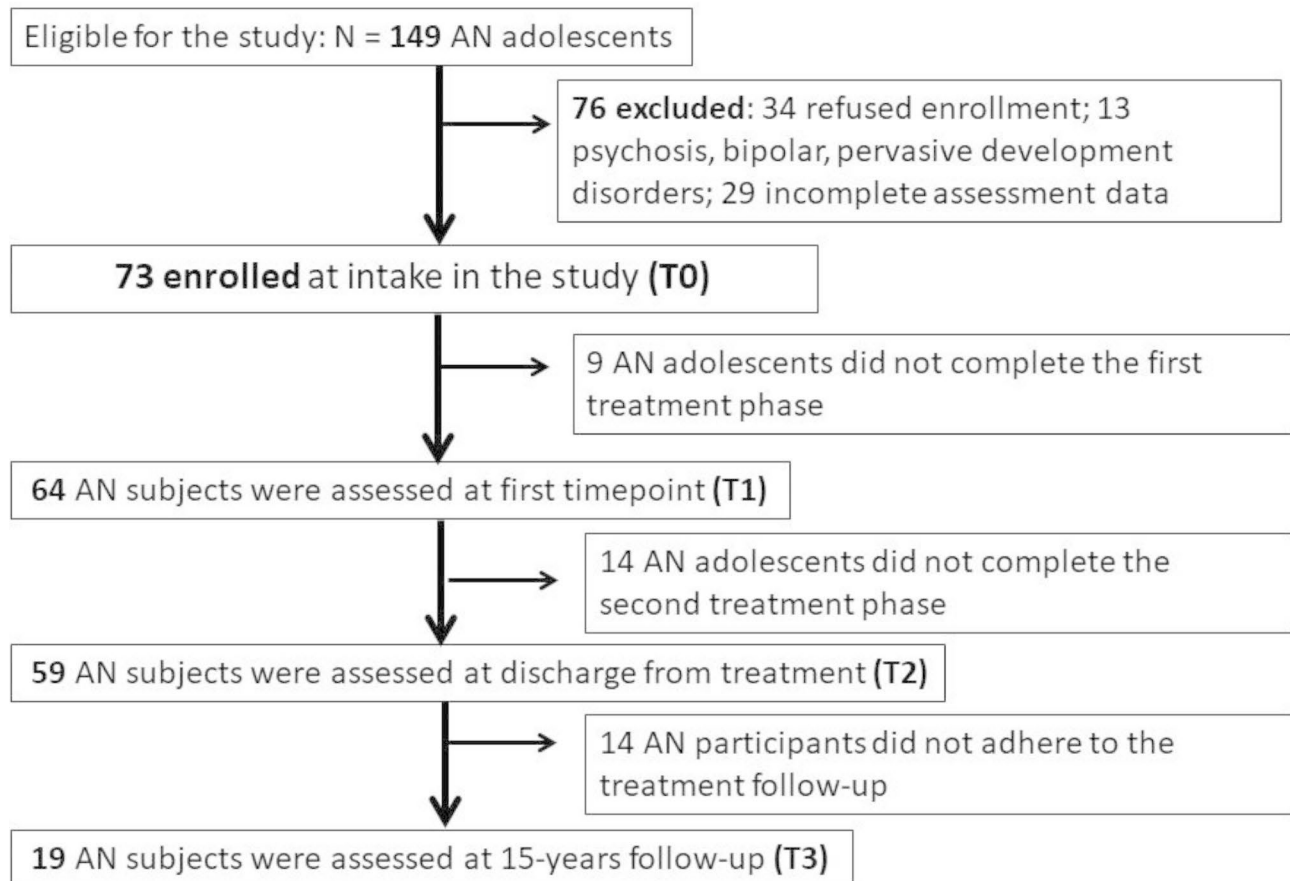 Eligible for the study: N = 149 AN adolescents
76 excluded: 34 refused enrollment; 13
psychosis, bipolar, pervasive development
disorders; 29 incomplete assessment data
73 enrolled at intake in the study (T0)
9 AN adolescents did not complete the first
treatment phase
64 AN subjects were assessed at first timepoint (T1)
14 AN adolescents did not complete the
second treatment phase
59 AN subjects were assessed at discharge from treatment (T2)
14 AN participants did not adhere to the
treatment follow-up
19 AN subjects were assessed at 15-years follow-up (T3)